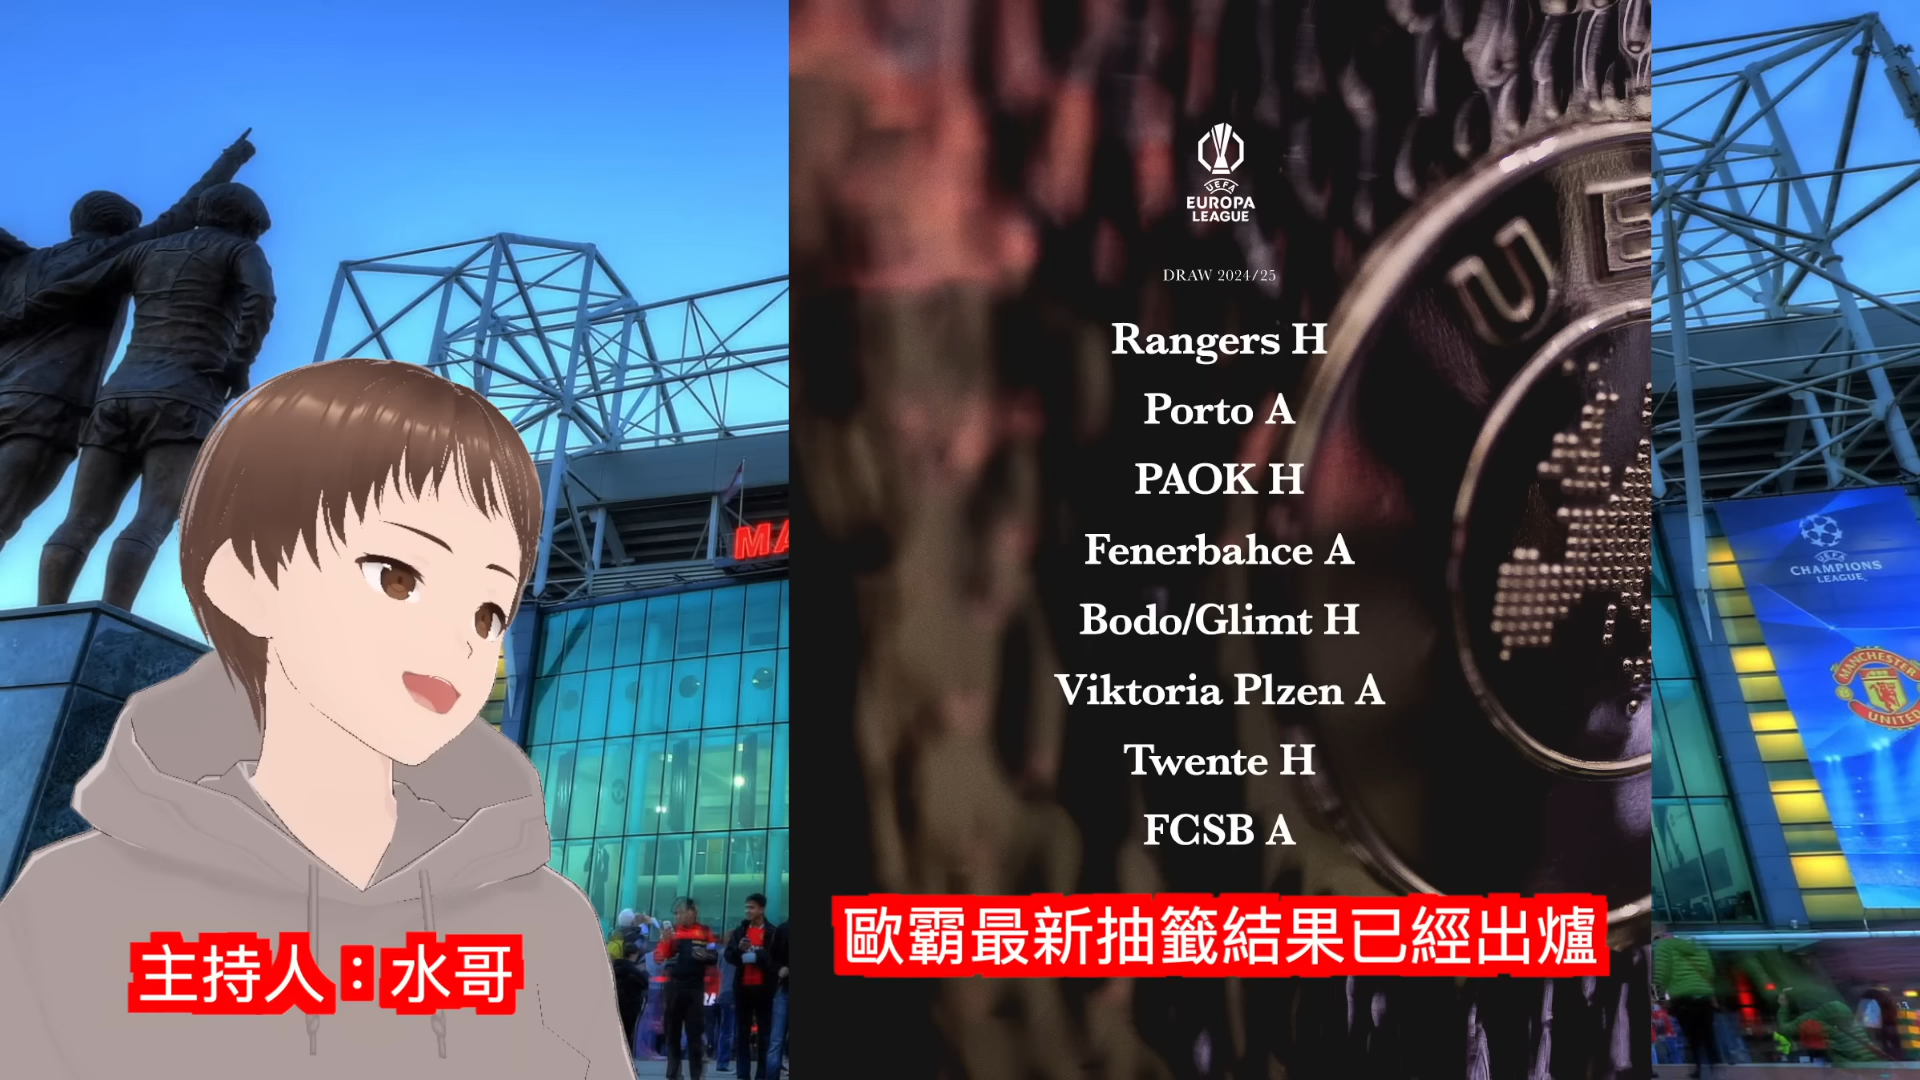 UEFA
EUROPA
LEAGUE
DRAW 2024/25
Rangers H
Porto A
PAOK H
Fenerbahce A
Bodo/Glimt H
Viktoria Plzen A
Twente H
FCSB A
歐霸最新抽籤結果已經出爐
主持人：水哥
MA
UE
UEFA
CHAMPIONS
LEAGUE
MANCHESTER
UNITED